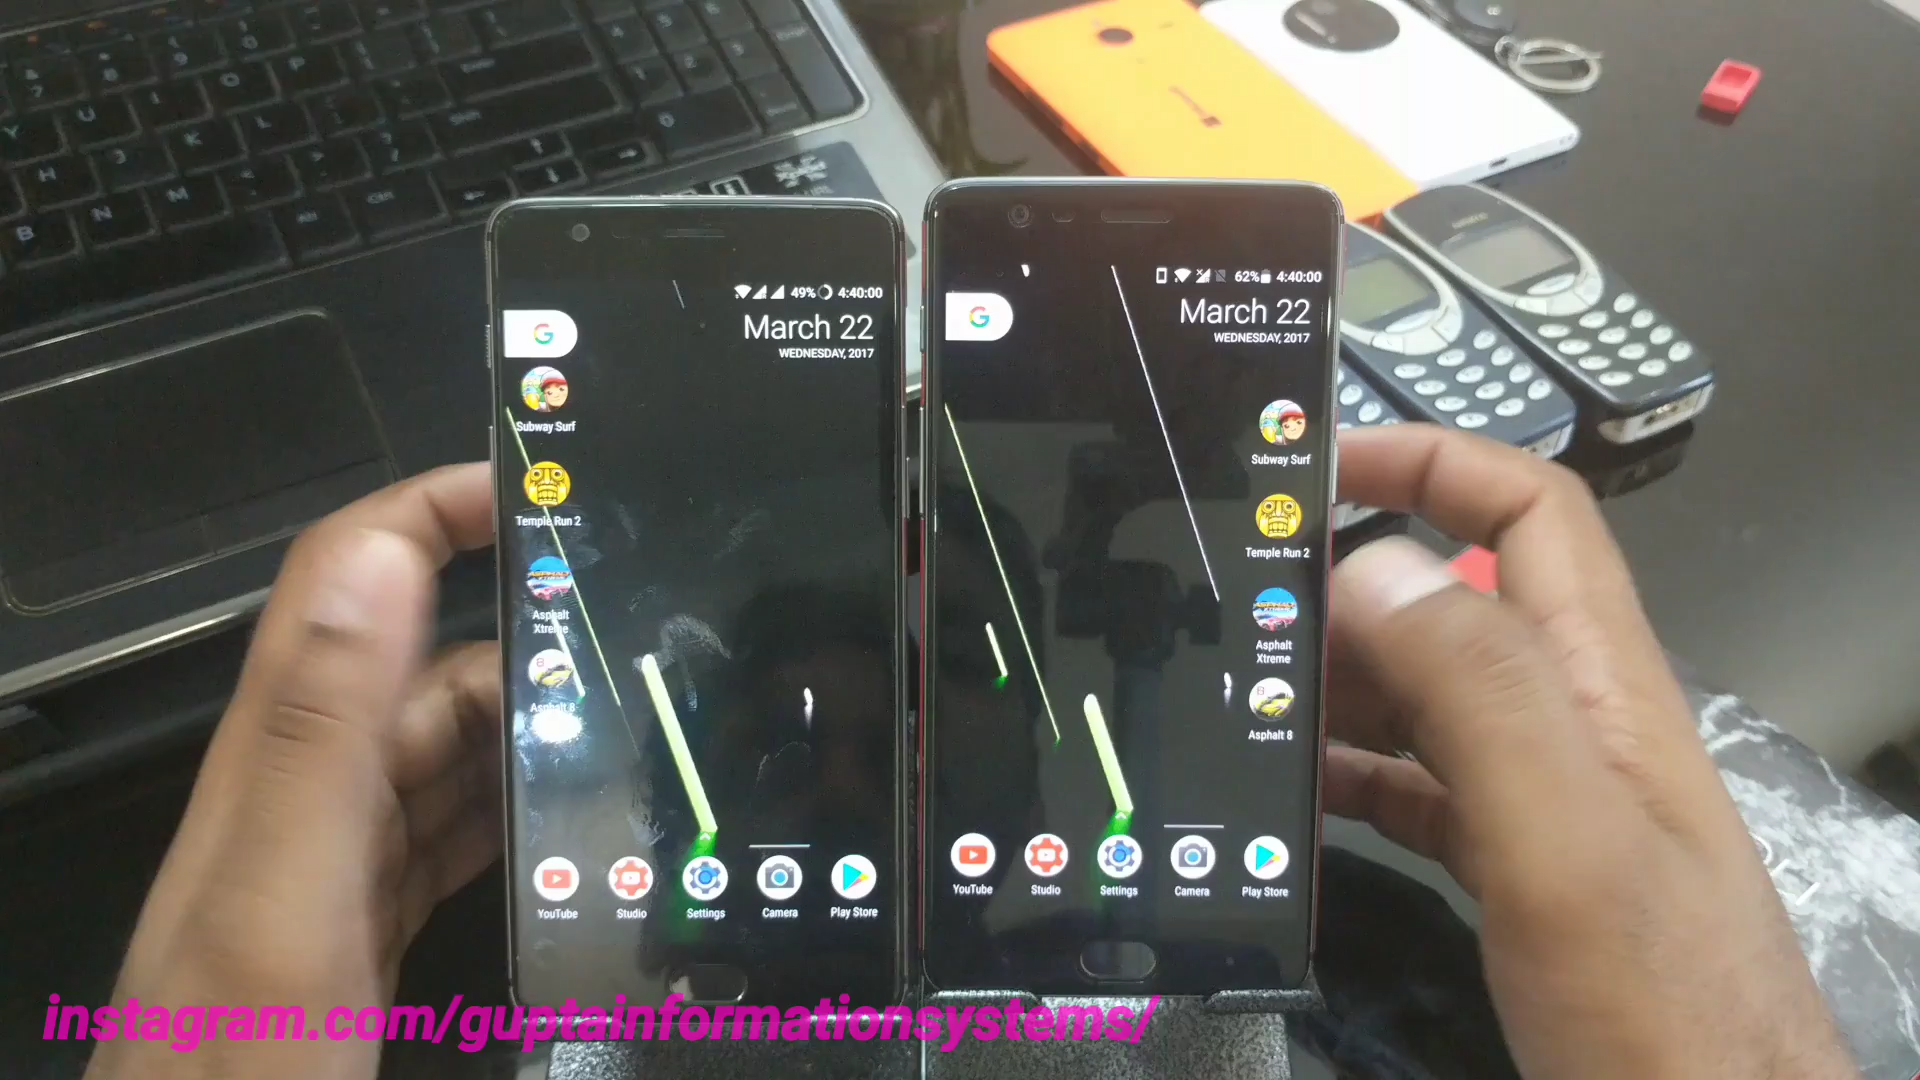 49% 4:40:00
March 22
WEDNESDAY, 2017
G
Subway Surf
Temple Run 2
Asphalt
Xtreme
Asphalt 8
YouTube
Studio
Settings
Camera
Play Store
62% 4:40:00
March 22
WEDNESDAY, 2017
G
Subway Surf
Temple Run 2
Asphalt
Xtreme
Asphalt 8
YouTube
Studio
Settings
Camera
Play Store
instagram.com/guptainformationsystems/